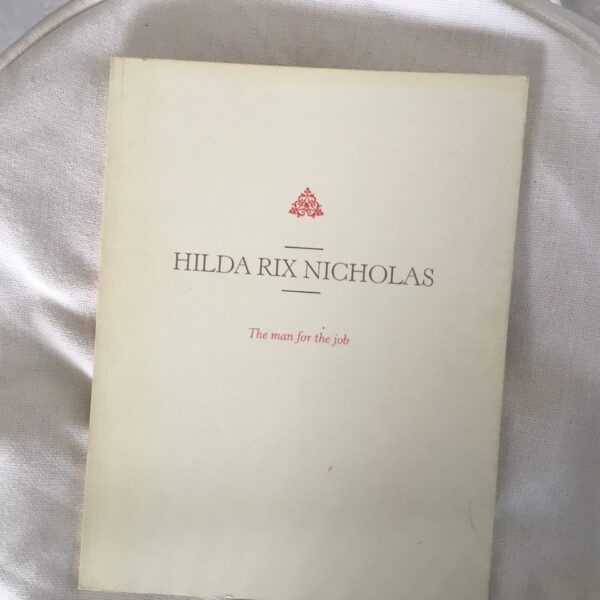 HILDA RIX NICHOLAS
The man for the job